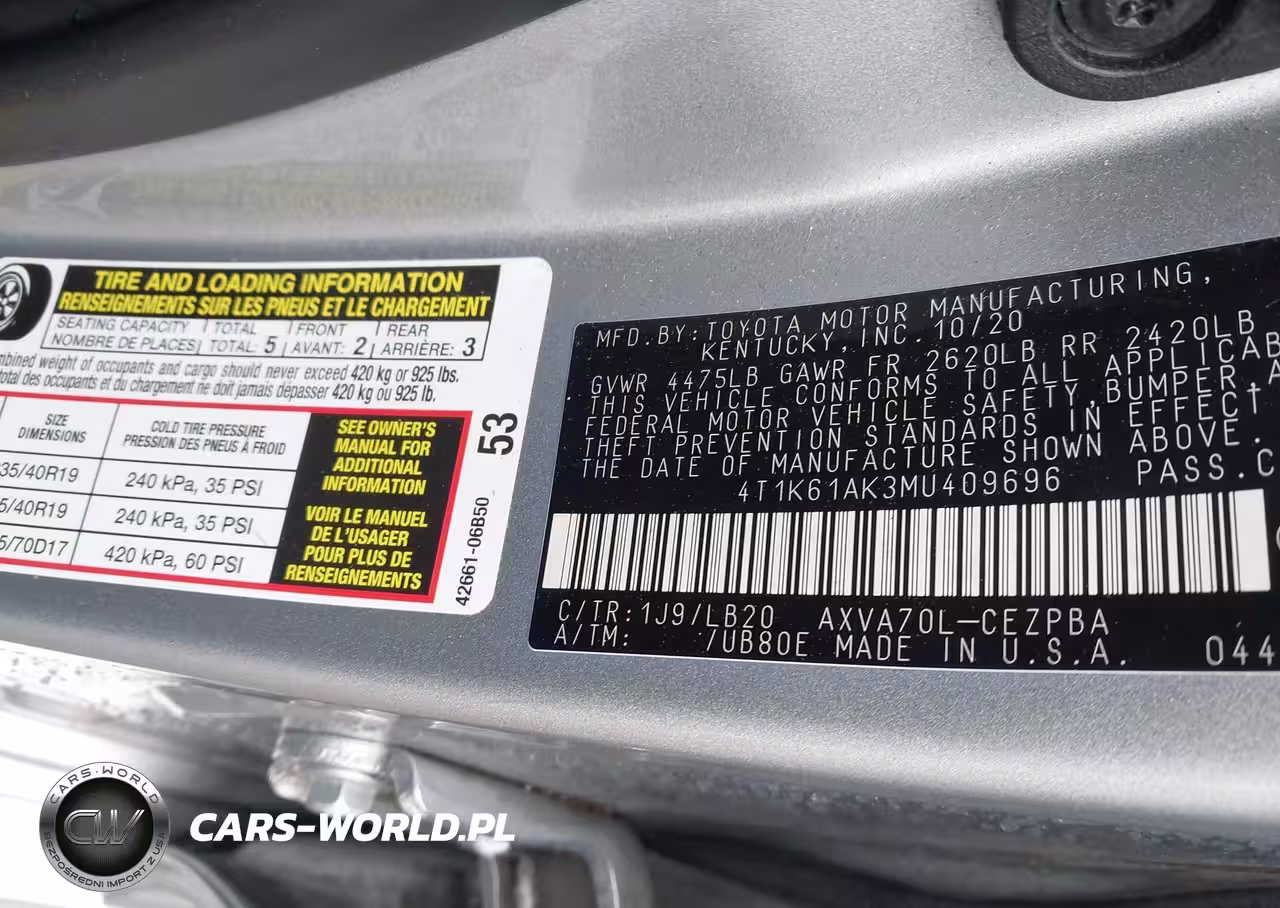 TIRE AND LOADING INFORMATION
RENSEIGNEMENTS SUR LES PNEUS ET LE CHARGEMENT
SEATING CAPACITY TOTAL FRONT REAR
NOMBRE DE PLACES TOTAL: 5 AVANT: 2 ARRIÈRE: 3
weight of occupants and cargo should never exceed 420 kg or 925 lbs.
total des occupants et du chargement ne doit jamais dépasser 420 kg ou 925 lb.
SIZE
DIMENSIONS
COLD TIRE PRESSURE
PRESSION DES PNEUS À FROID
35/40R19 240 kPa, 35 PSI
5/40R19 240 kPa, 35 PSI
5/70D17 420 kPa, 60 PSI
SEE OWNER'S
MANUAL FOR
ADDITIONAL
INFORMATION
VOIR LE MANUEL
DE L'USAGER
POUR PLUS DE
RENSEIGNEMENTS
53
42661-06B50
MFD.BY:TOYOTA MOTOR MANUFACTURING,
KENTUCKY,INC.10/20
GVWR 4475LB GAWR FR 2620LB RR 2420LB
THIS VEHICLE CONFORMS TO ALL APPLICAB
FEDERAL MOTOR VEHICLE SAFETY,BUMPER,A
THEFT PREVENTION STANDARDS IN EFFECT
THE DATE OF MANUFACTURE SHOWN ABOVE.
4T1K61AK3MU409696 PASS.C
C/TR:1J9/LB20 AXVA70L-CEZPBA
A/TM: /UB80E MADE IN U.S.A. 044
CARS-WORLD
CW
BEZPOŚREDNI IMPORT Z USA
CARS-WORLD.PL